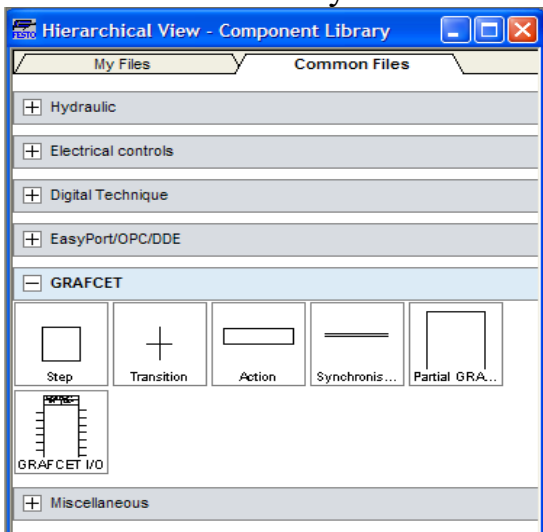 FESTO Hierarchical View - Component Library
My Files Common Files
Hydraulic
Electrical controls
Digital Technique
EasyPort/OPC/DDE
GRAFCET
Step Transition Action Synchronis... Partial GRA...
GRAFCET I/O
Miscellaneous